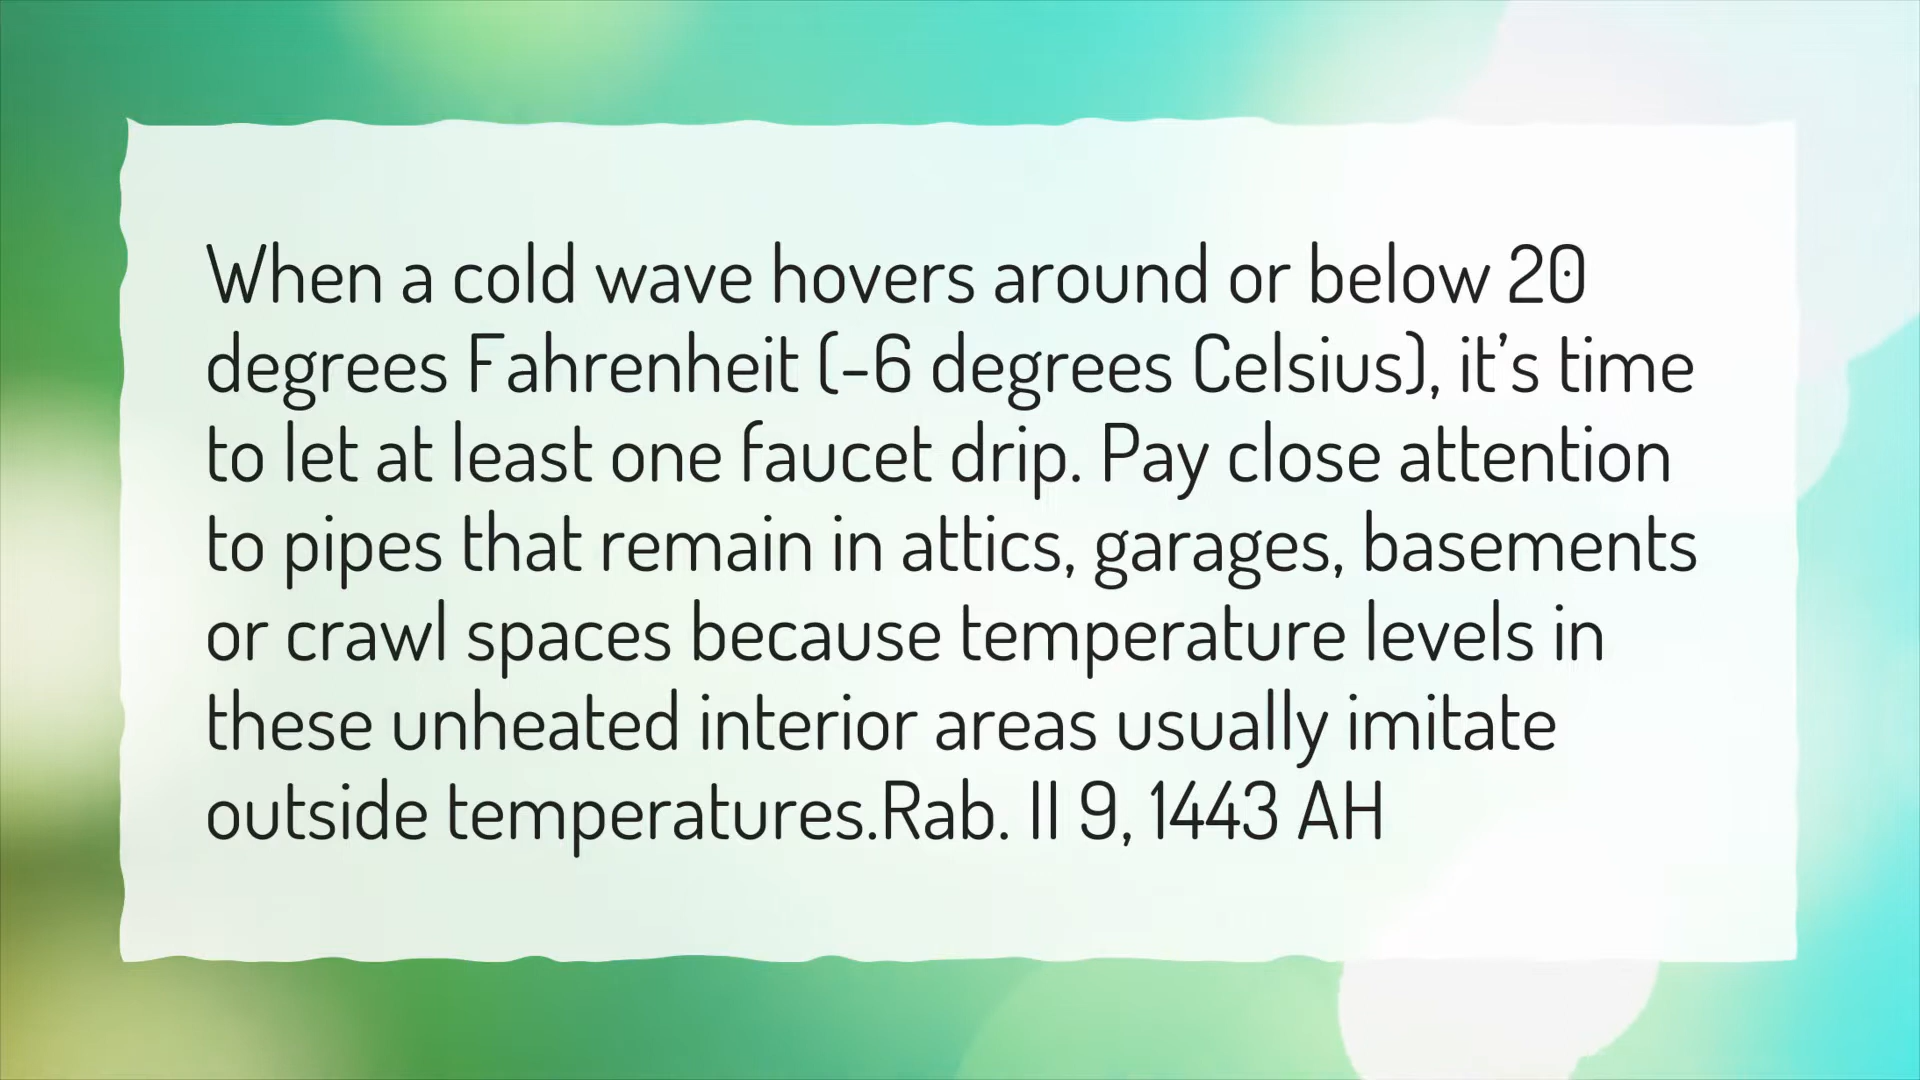 When a cold wave hovers around or below 20
degrees Fahrenheit (-6 degrees Celsius), it’s time
to let at least one faucet drip. Pay close attention
to pipes that remain in attics, garages, basements
or crawl spaces because temperature levels in
these unheated interior areas usually imitate
outside temperatures.Rab. II 9, 1443 AH